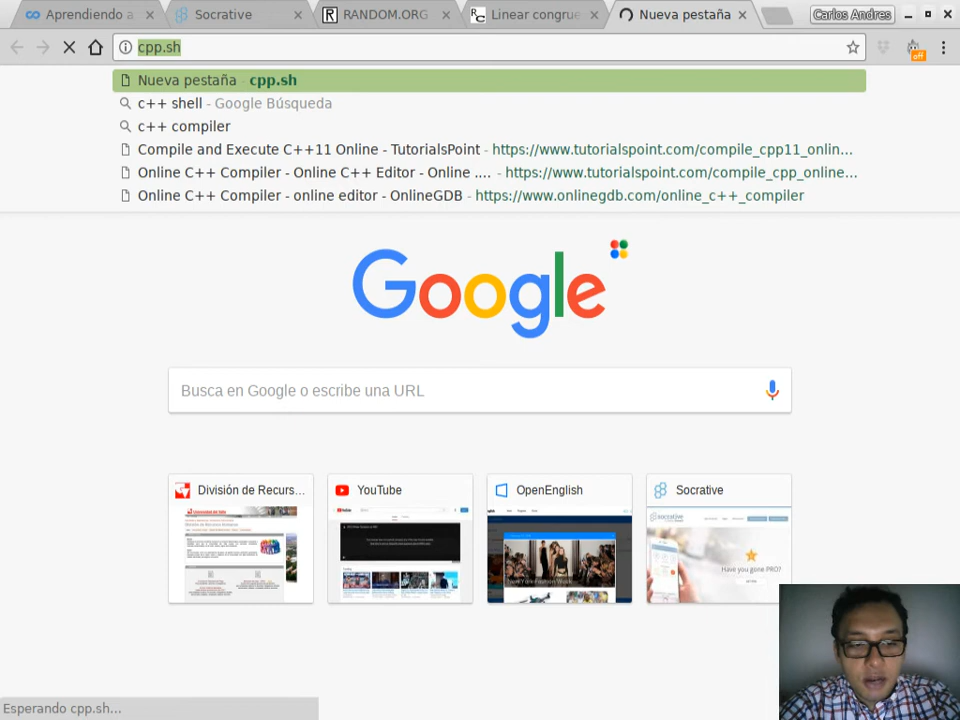 Aprendiendo a
Socrative
RANDOM.ORG
Linear congrue
Nueva pestaña
Carlos Andres
cpp.sh
off
Nueva pestaña - cpp.sh
c++ shell - Google Búsqueda
c++ compiler
Compile and Execute C++11 Online - TutorialsPoint - https://www.tutorialspoint.com/compile_cpp11_onlin...
Online C++ Compiler - Online C++ Editor - Online .... - https://www.tutorialspoint.com/compile_cpp_online...
Online C++ Compiler - online editor - OnlineGDB - https://www.onlinegdb.com/online_c++_compiler
Google
Busca en Google o escribe una URL
División de Recurs...
YouTube
OpenEnglish
Socrative
socrative
Have you gone PRO?
Esperando cpp.sh...